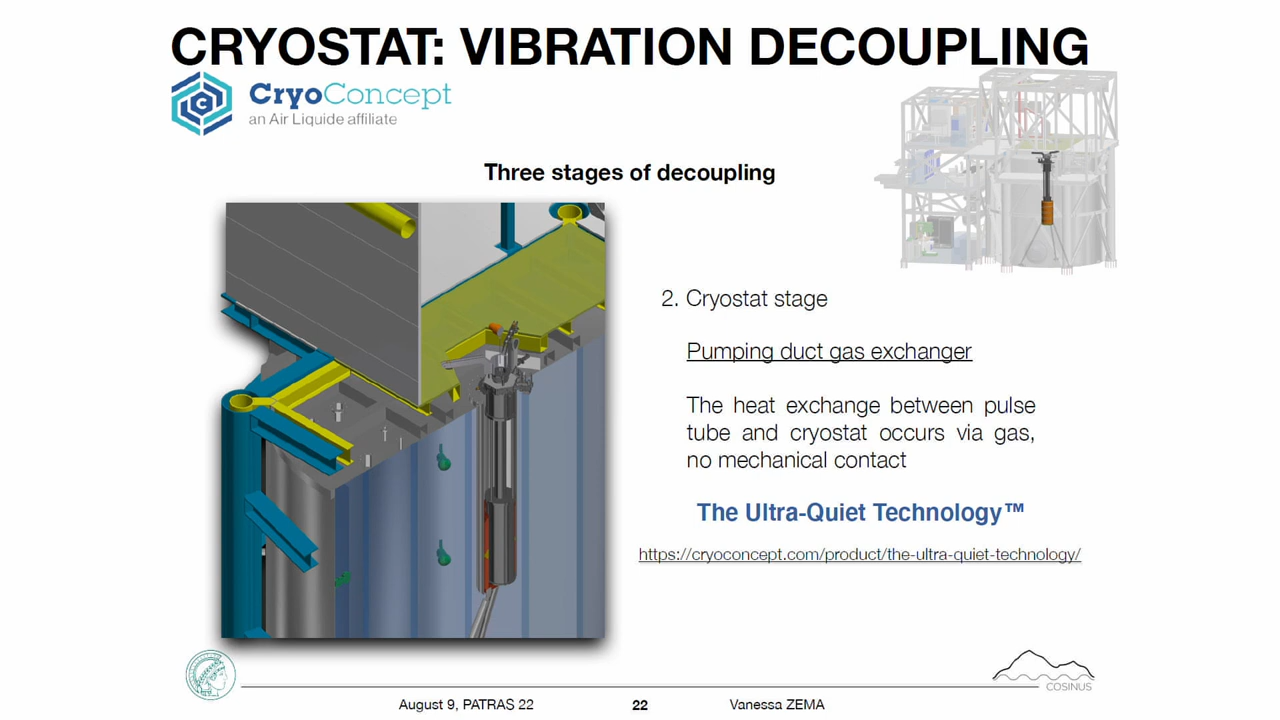 CRYOSTAT: VIBRATION DECOUPLING
CryoConcept
an Air Liquide affiliate
Three stages of decoupling
2. Cryostat stage
Pumping duct gas exchanger
The heat exchange between pulse
tube and cryostat occurs via gas,
no mechanical contact
The Ultra-Quiet Technology™
https://cryoconcept.com/product/the-ultra-quiet-technology/
COSINUS
August 9, PATRAS 22
22
Vanessa ZEMA